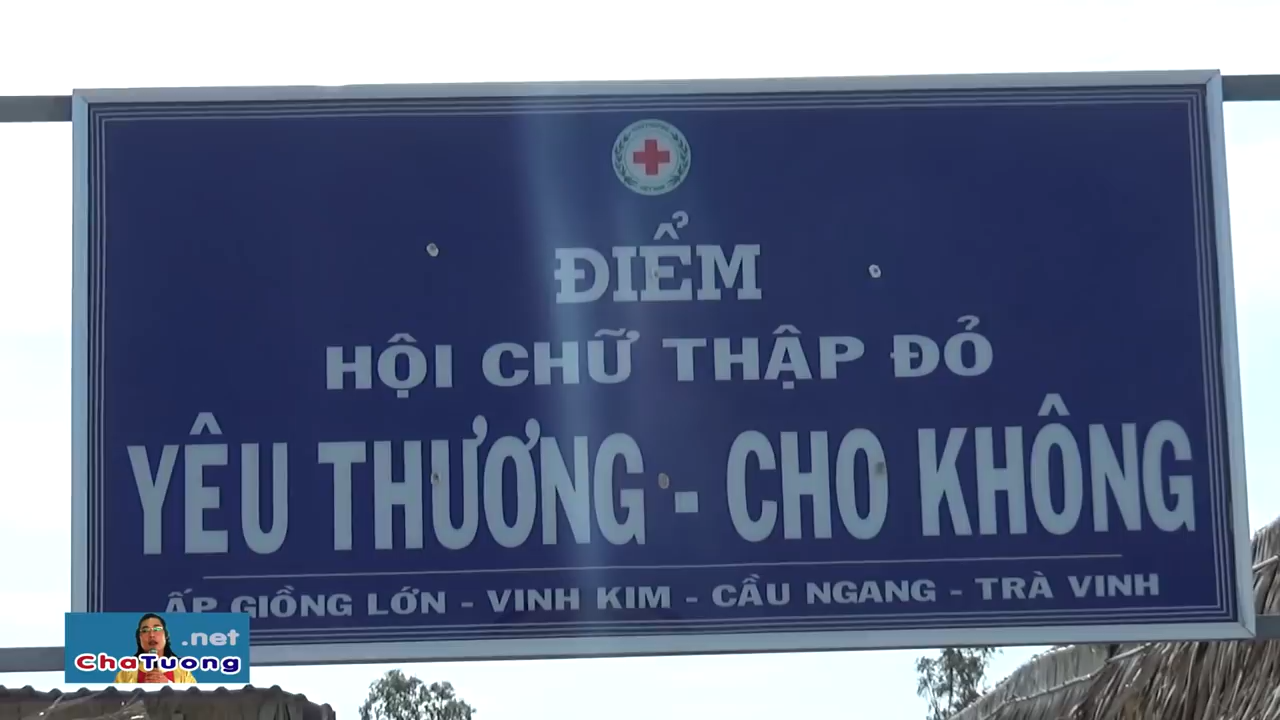 ĐIỂM
HỘI CHỮ THẬP ĐỎ
YÊU THƯƠNG - CHO KHÔNG
ẤP GIỒNG LỚN - VINH KIM - CẦU NGANG - TRÀ VINH
.net
ChaTuong